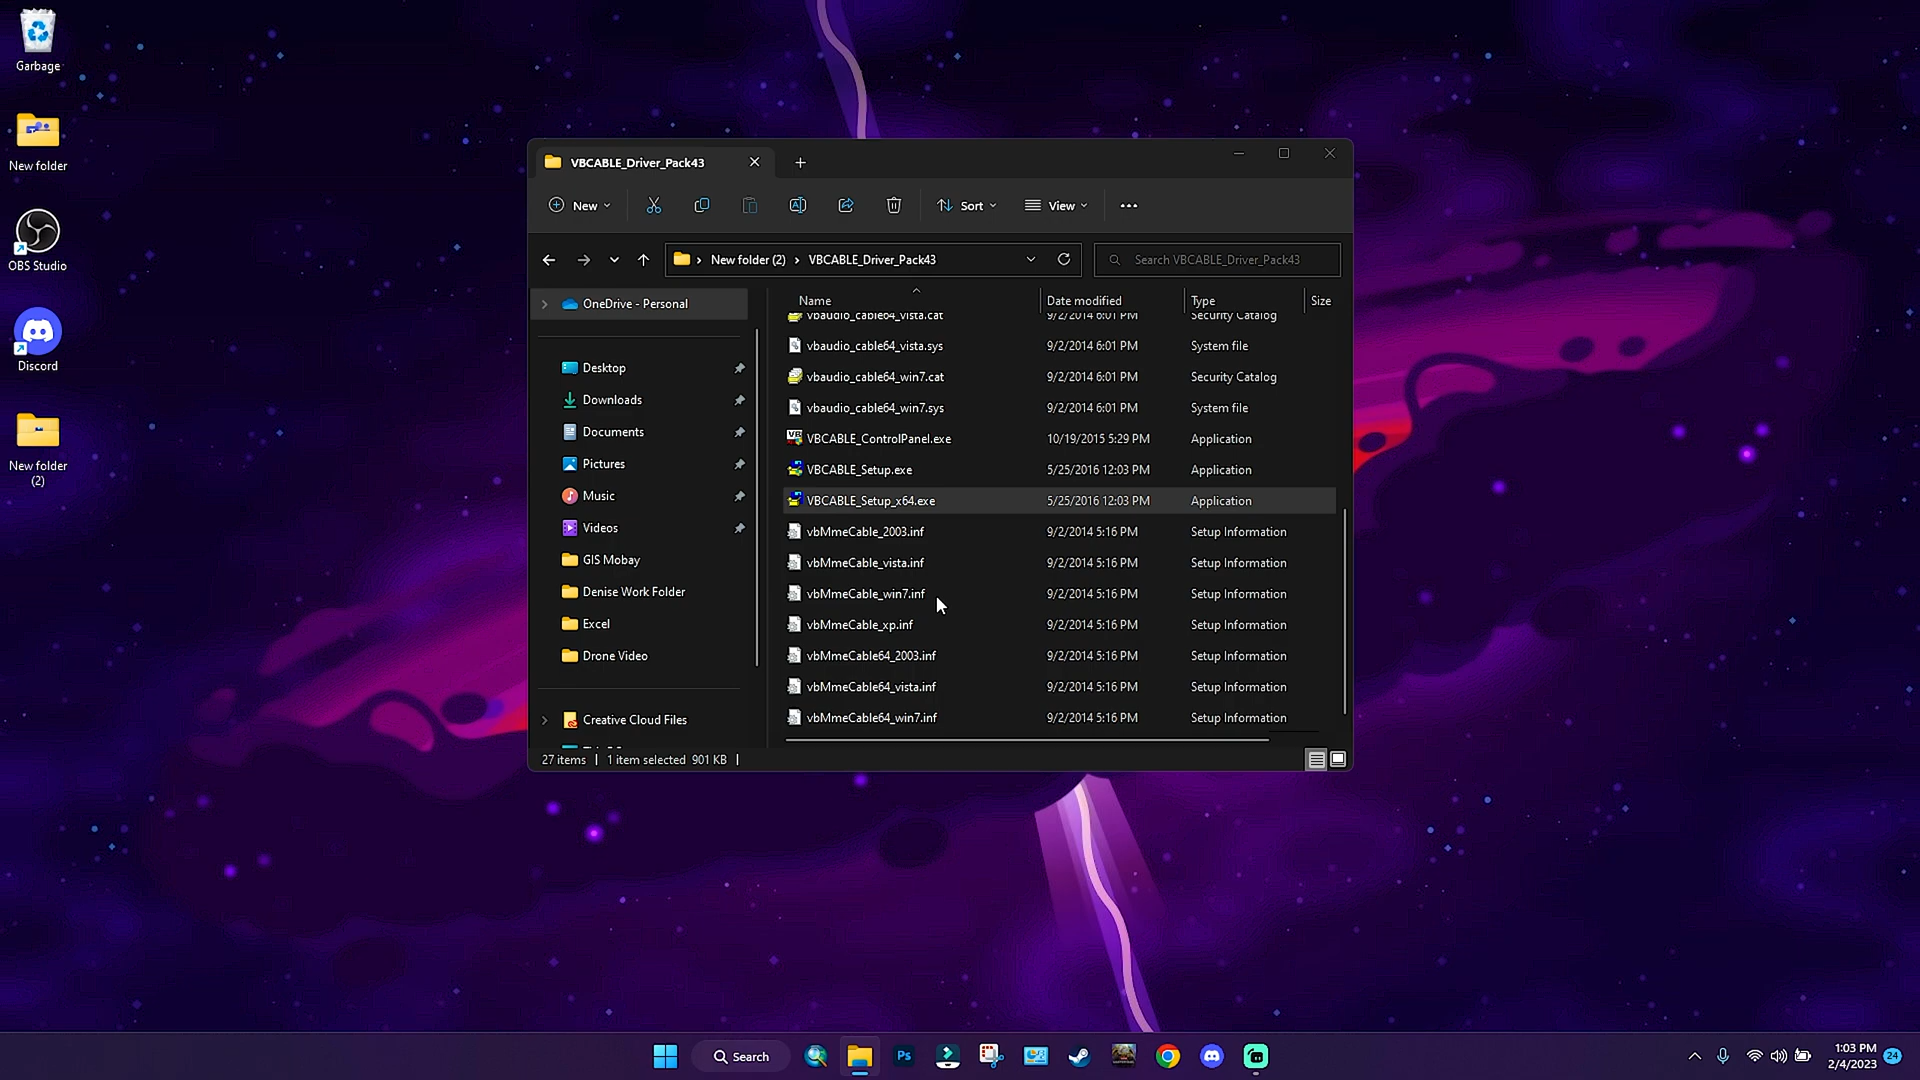 Garbage
New folder
OBS Studio
Discord
New folder
(2)
VBCABLE_Driver_Pack43
New
Sort
View
New folder (2) > VBCABLE_Driver_Pack43
Search VBCABLE_Driver_Pack43
OneDrive - Personal
Desktop
Downloads
Documents
Pictures
Music
Videos
GIS Mobay
Denise Work Folder
Excel
Drone Video
Creative Cloud Files
Name Date modified Type Size
vbaudio_cable64_vista.cat 9/2/2014 6:01 PM Security Catalog
vbaudio_cable64_vista.sys 9/2/2014 6:01 PM System file
vbaudio_cable64_win7.cat 9/2/2014 6:01 PM Security Catalog
vbaudio_cable64_win7.sys 9/2/2014 6:01 PM System file
VBCABLE_ControlPanel.exe 10/19/2015 5:29 PM Application
VBCABLE_Setup.exe 5/25/2016 12:03 PM Application
VBCABLE_Setup_x64.exe 5/25/2016 12:03 PM Application
vbMmeCable_2003.inf 9/2/2014 5:16 PM Setup Information
vbMmeCable_vista.inf 9/2/2014 5:16 PM Setup Information
vbMmeCable_win7.inf 9/2/2014 5:16 PM Setup Information
vbMmeCable_xp.inf 9/2/2014 5:16 PM Setup Information
vbMmeCable64_2003.inf 9/2/2014 5:16 PM Setup Information
vbMmeCable64_vista.inf 9/2/2014 5:16 PM Setup Information
vbMmeCable64_win7.inf 9/2/2014 5:16 PM Setup Information
27 items | 1 item selected 901 KB |
Search
Ps
1:03 PM
2/4/2023
24